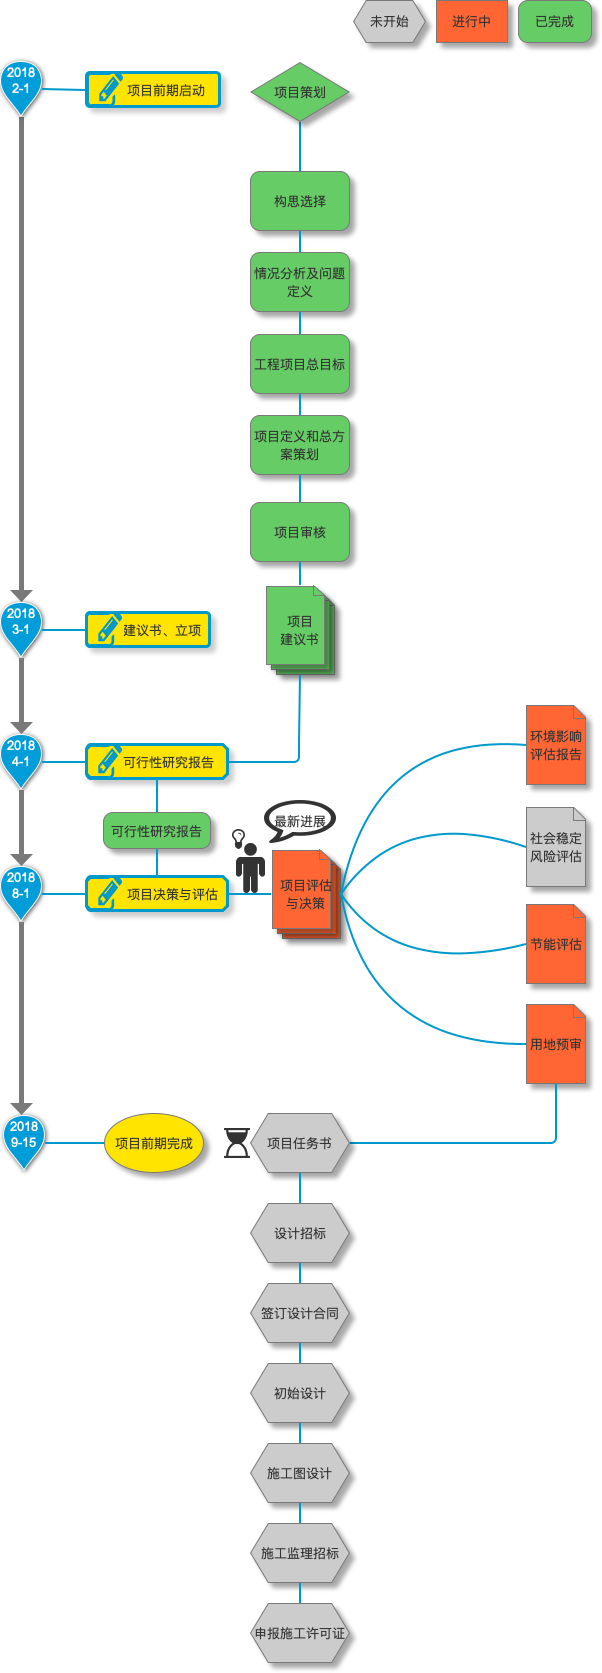 未开始
进行中
已完成
2018
2-1
项目前期启动
项目策划
构思选择
情况分析及问题
定义
工程项目总目标
项目定义和总方
案策划
项目审核
2018
3-1
建议书、立项
项目
建议书
2018
4-1
可行性研究报告
环境影响
评估报告
可行性研究报告
最新进展
社会稳定
风险评估
2018
8-1
项目决策与评估
项目评估
与决策
节能评估
用地预审
2018
9-15
项目前期完成
项目任务书
设计招标
签订设计合同
初始设计
施工图设计
施工监理招标
申报施工许可证